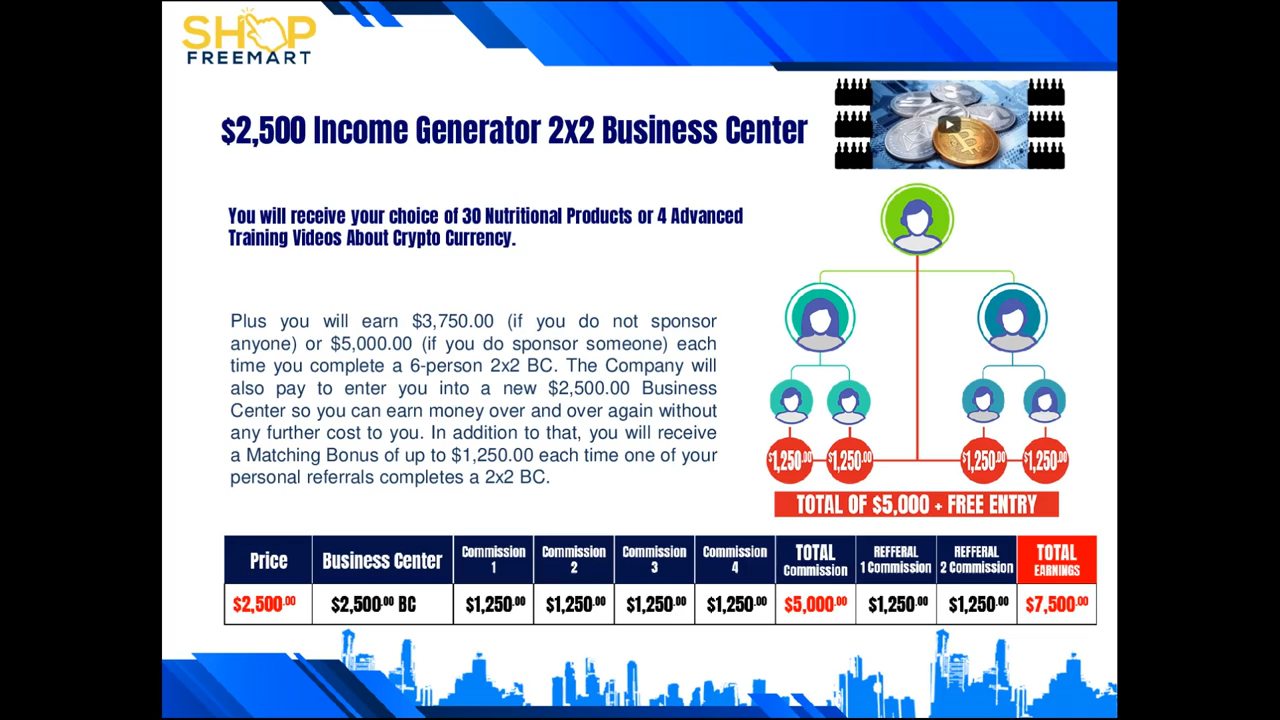 SHOP
FREEMART
$2,500 Income Generator 2x2 Business Center
You will receive your choice of 30 Nutritional Products or 4 Advanced
Training Videos About Crypto Currency.
Plus you will earn $3,750.00 (if you do not sponsor
anyone) or $5,000.00 (if you do sponsor someone) each
time you complete a 6-person 2x2 BC. The Company will
also pay to enter you into a new $2,500.00 Business
Center so you can earn money over and over again without
any further cost to you. In addition to that, you will receive
a Matching Bonus of up to $1,250.00 each time one of your
personal referrals completes a 2x2 BC.
$1,250.00 $1,250.00 $1,250.00 $1,250.00
TOTAL OF $5,000 + FREE ENTRY
Price Business Center Commission 1 Commission 2 Commission 3 Commission 4 TOTAL Commission REFFERAL 1 Commission REFFERAL 2 Commission TOTAL EARNINGS
$2,500.00 $2,500.00 BC $1,250.00 $1,250.00 $1,250.00 $1,250.00 $5,000.00 $1,250.00 $1,250.00 $7,500.00